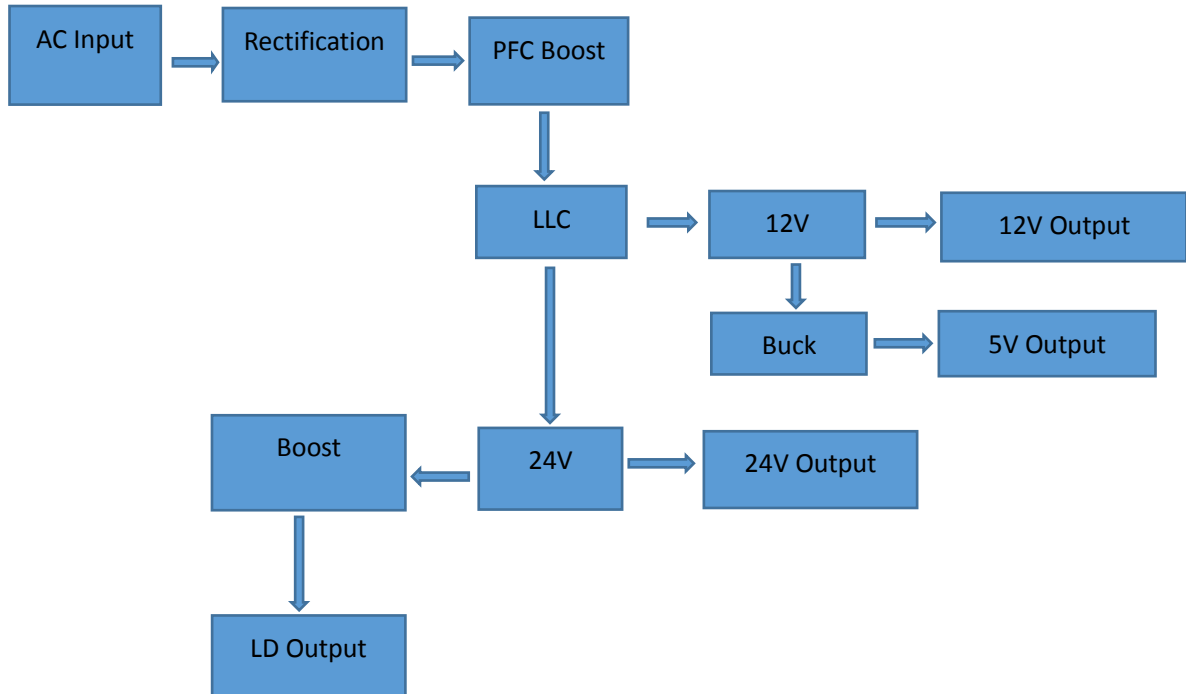 AC Input
Rectification
PFC Boost
LLC
12V
12V Output
Buck
5V Output
Boost
24V
24V Output
LD Output